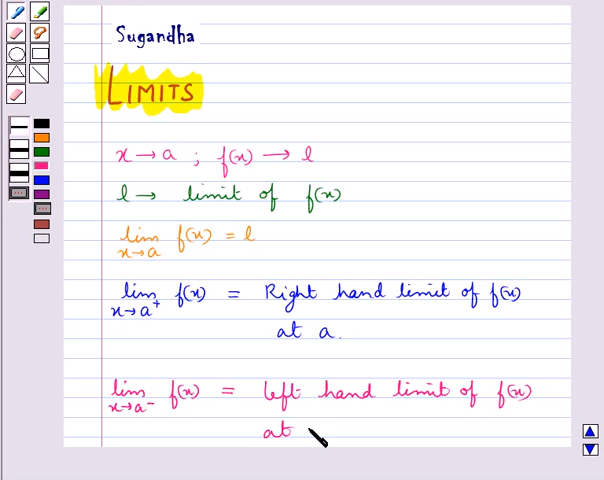 Sugandha
LIMITS
x → a ; f(x) → l
l → limit of f(x)
lim f(x) = l
x→a
lim f(x) = Right hand limit of f(x)
x→a⁺
at a.
lim f(x) = left hand limit of f(x)
x→a⁻
at